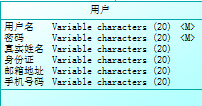 用户
用户名 Variable characters (20) <M>
密码 Variable characters (20) <M>
真实姓名 Variable characters (20)
身份证 Variable characters (20)
邮箱地址 Variable characters (20)
手机号码 Variable characters (20)